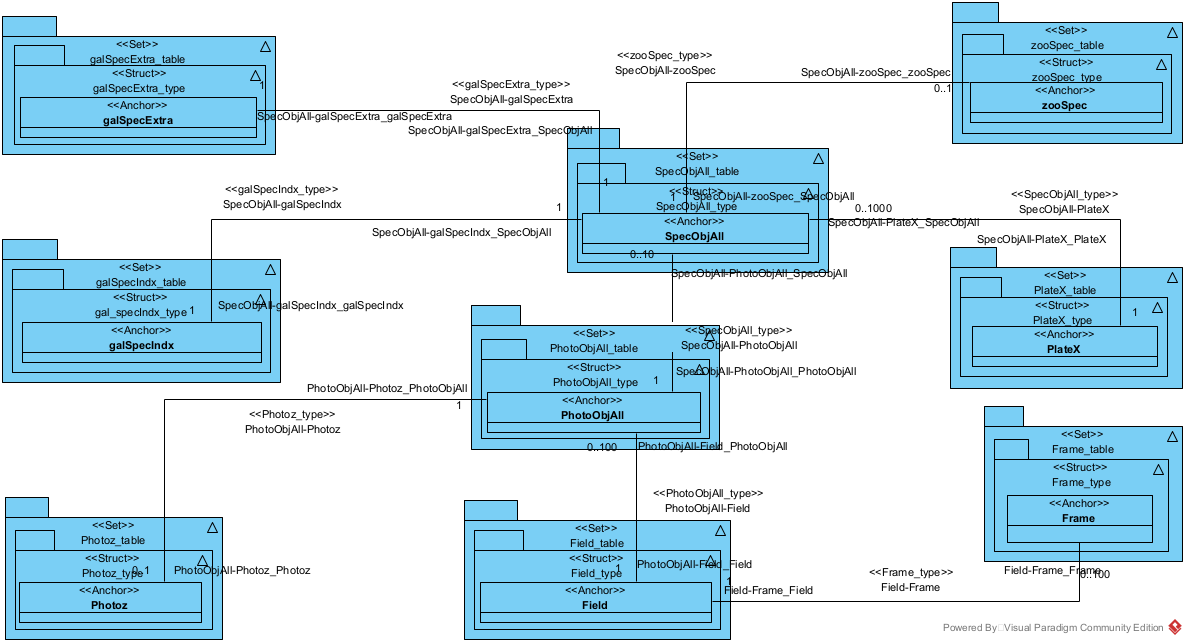 <<Set>>
galSpecExtra_table
<<Struct>>
galSpecExtra_type
1
<<Anchor>>
galSpecExtra
SpecObjAll-galSpecExtra_galSpecExtra
<<galSpecExtra_type>>
SpecObjAll-galSpecExtra
SpecObjAll-galSpecExtra_SpecObjAll
1
<<zooSpec_type>>
SpecObjAll-zooSpec
SpecObjAll-zooSpec_zooSpec
0..1
<<Set>>
zooSpec_table
<<Struct>>
zooSpec_type
<<Anchor>>
zooSpec
<<Set>>
SpecObjAll_table
<<Struct>>
SpecObjAll_type
<<Anchor>>
SpecObjAll
1
SpecObjAll-zooSpec_SpecObjAll
0..1000
SpecObjAll-PlateX_SpecObjAll
<<SpecObjAll_type>>
SpecObjAll-PlateX
SpecObjAll-PlateX_PlateX
<<galSpecIndx_type>>
SpecObjAll-galSpecIndx
1
SpecObjAll-galSpecIndx_SpecObjAll
0..10
SpecObjAll-PhotoObjAll_SpecObjAll
<<Set>>
galSpecIndx_table
<<Struct>>
gal_specIndx_type
1
SpecObjAll-galSpecIndx_galSpecIndx
<<Anchor>>
galSpecIndx
<<Set>>
PlateX_table
<<Struct>>
PlateX_type
1
<<Anchor>>
PlateX
<<Set>>
PhotoObjAll_table
<<Struct>>
PhotoObjAll_type
<<Anchor>>
PhotoObjAll
<<SpecObjAll_type>>
SpecObjAll-PhotoObjAll
1
SpecObjAll-PhotoObjAll_PhotoObjAll
PhotoObjAll-Photoz_PhotoObjAll
1
<<Photoz_type>>
PhotoObjAll-Photoz
0..100
PhotoObjAll-Field_PhotoObjAll
<<PhotoObjAll_type>>
PhotoObjAll-Field
<<Set>>
Frame_table
<<Struct>>
Frame_type
<<Anchor>>
Frame
Field-Frame_Frame
0..100
<<Set>>
Photoz_table
<<Struct>>
Photoz_type
0..1
PhotoObjAll-Photoz_Photoz
<<Anchor>>
Photoz
<<Set>>
Field_table
<<Struct>>
Field_type
1
PhotoObjAll-Field_Field
<<Anchor>>
Field
1
Field-Frame_Field
<<Frame_type>>
Field-Frame
Powered By Visual Paradigm Community Edition